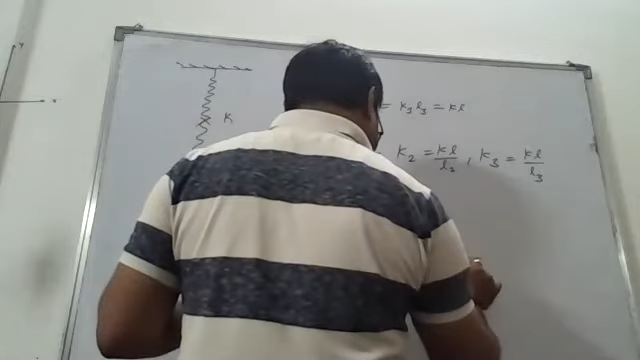 K
= K₃l₃ = Kl
K₂ = Kl/l₂ , K₃ = Kl/l₃